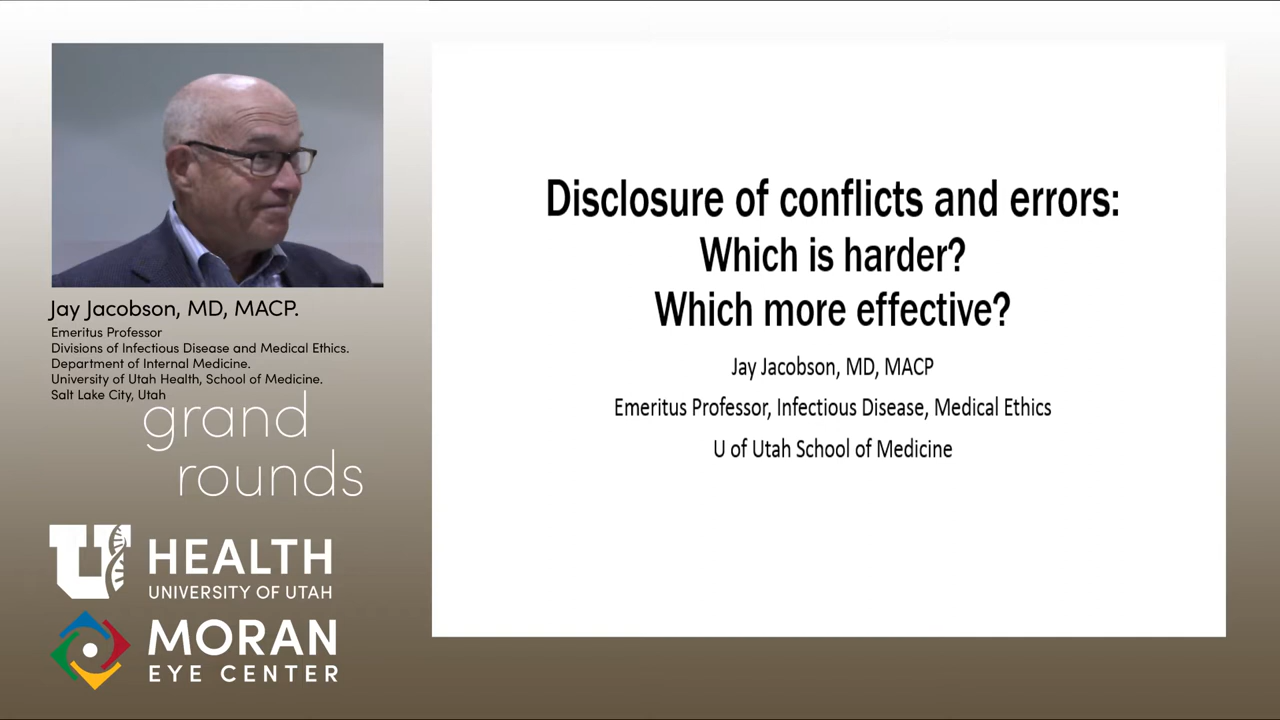 Jay Jacobson, MD, MACP.
Emeritus Professor
Divisions of Infectious Disease and Medical Ethics.
Department of Internal Medicine.
University of Utah Health, School of Medicine.
Salt Lake City, Utah
grand
rounds
U HEALTH
UNIVERSITY OF UTAH
MORAN
EYE CENTER
Disclosure of conflicts and errors:
Which is harder?
Which more effective?
Jay Jacobson, MD, MACP
Emeritus Professor, Infectious Disease, Medical Ethics
U of Utah School of Medicine